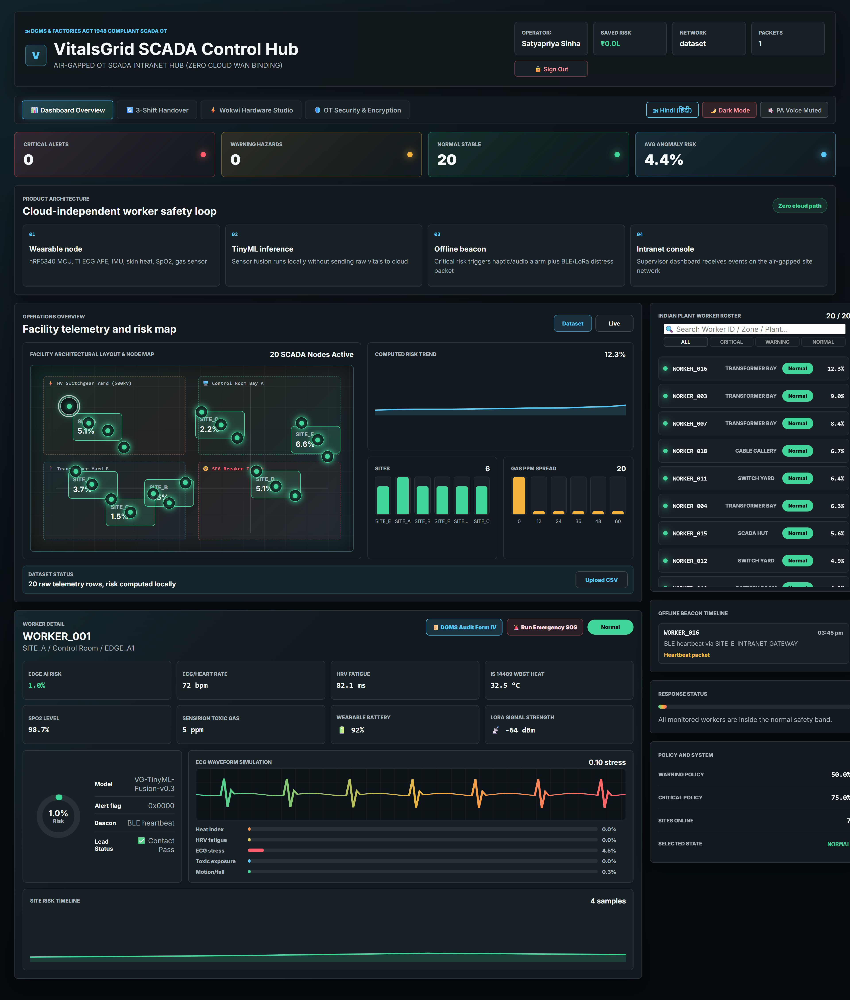 IN DGMS & FACTORIES ACT 1948 COMPLIANT SCADA OT
V
VitalsGrid SCADA Control Hub
AIR-GAPPED OT SCADA INTRANET HUB (ZERO CLOUD WAN BINDING)
OPERATOR:
Satyapriya Sinha
SAVED RISK
₹0.0L
NETWORK
dataset
PACKETS
1
Sign Out
Dashboard Overview
3-Shift Handover
Wokwi Hardware Studio
OT Security & Encryption
IN Hindi (हिंदी)
Dark Mode
PA Voice Muted
CRITICAL ALERTS
0
WARNING HAZARDS
0
NORMAL STABLE
20
AVG ANOMALY RISK
4.4%
PRODUCT ARCHITECTURE
Cloud-independent worker safety loop
Zero cloud path
01
Wearable node
nRF5340 MCU, TI ECG AFE, IMU, skin heat, SpO2, gas sensor
02
TinyML inference
Sensor fusion runs locally without sending raw vitals to cloud
03
Offline beacon
Critical risk triggers haptic/audio alarm plus BLE/LoRa distress
packet
04
Intranet console
Supervisor dashboard receives events on the air-gapped site
network
OPERATIONS OVERVIEW
Facility telemetry and risk map
Dataset
Live
FACILITY ARCHITECTURAL LAYOUT & NODE MAP
20 SCADA Nodes Active
HV Switchgear Yard (500kV)
Control Room Bay A
5.1%
2.2%
SITE_E
6.6%
Yard B
SF6 Breaker
3.7%
SITE_B
SITE_D
5.1%
1.5%
COMPUTED RISK TREND
12.3%
SITES
6
SITE_E SITE_A SITE_B SITE_F SITE... SITE_C
GAS PPM SPREAD
20
0 12 24 36 48 60
DATASET STATUS
20 raw telemetry rows, risk computed locally
Upload CSV
INDIAN PLANT WORKER ROSTER
20 / 20
Search Worker ID / Zone / Plant...
ALL CRITICAL WARNING NORMAL
WORKER_016 TRANSFORMER BAY Normal 12.3%
WORKER_003 TRANSFORMER BAY Normal 9.0%
WORKER_007 TRANSFORMER BAY Normal 8.4%
WORKER_018 CABLE GALLERY Normal 6.7%
WORKER_011 SWITCH YARD Normal 6.4%
WORKER_004 TRANSFORMER BAY Normal 6.3%
WORKER_015 SCADA HUT Normal 5.6%
WORKER_012 SWITCH YARD Normal 4.9%
OFFLINE BEACON TIMELINE
WORKER_016
03:45 pm
BLE heartbeat via SITE_E_INTRANET_GATEWAY
Heartbeat packet
RESPONSE STATUS
All monitored workers are inside the normal safety band.
POLICY AND SYSTEM
WARNING POLICY 50.0%
CRITICAL POLICY 75.0%
SITES ONLINE 7
SELECTED STATE NORMAL
WORKER DETAIL
WORKER_001
SITE_A / Control Room / EDGE_A1
DGMS Audit Form IV
Run Emergency SOS
Normal
EDGE AI RISK
1.0%
ECG/HEART RATE
72 bpm
HRV FATIGUE
82.1 ms
IS 14489 WBGT HEAT
32.5 °C
SPO2 LEVEL
98.7%
SENSIRION TOXIC GAS
5 ppm
WEARABLE BATTERY
92%
LORA SIGNAL STRENGTH
-64 dBm
1.0%
Risk
Model VG-TinyML-
Fusion-v0.3
Alert flag 0x0000
Beacon BLE heartbeat
Lead Status Contact Pass
ECG WAVEFORM SIMULATION
0.10 stress
Heat index 0.0%
HRV fatigue 0.0%
ECG stress 4.5%
Toxic exposure 0.0%
Motion/fall 0.3%
SITE RISK TIMELINE
4 samples